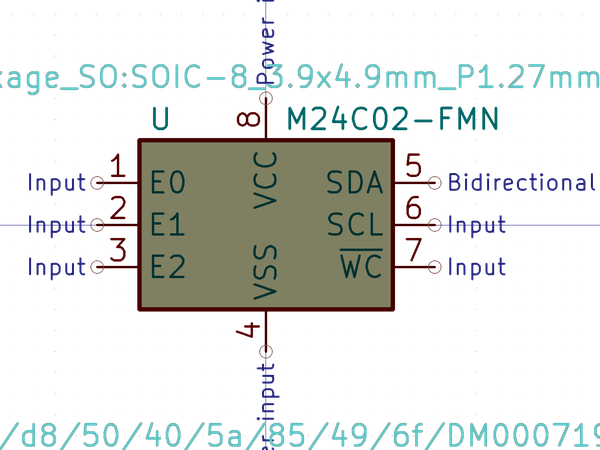 Power i
kage_SO:SOIC-8_3.9x4.9mm_P1.27mm
U
8
M24C02-FMN
Input 1 E0
VCC
SDA 5 Bidirectional
Input 2 E1
SCL 6 Input
Input 3 E2
VSS
WC 7 Input
4
er input
/d8/50/40/5a/85/49/6f/DM000719